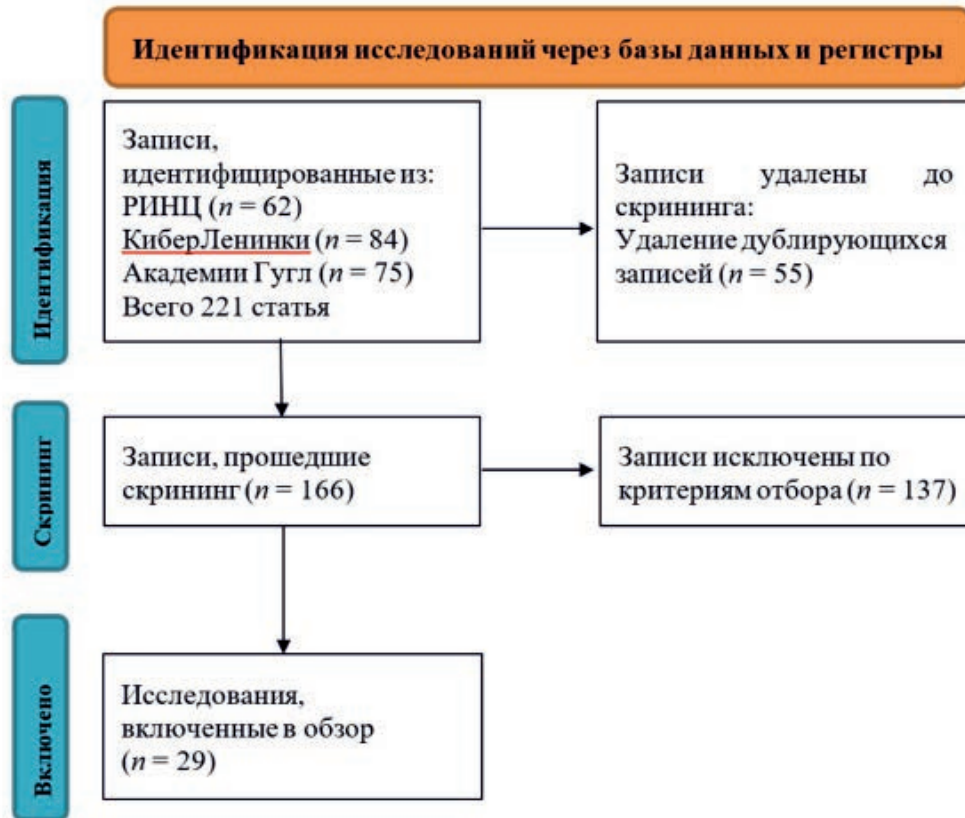 Идентификация исследований через базы данных и регистры
Идентификация
Записи,
идентифицированные из:
РИНЦ (n = 62)
КиберЛенинки (n = 84)
Академии Гугл (n = 75)
Всего 221 статья
Записи удалены до
скрининга:
Удаление дублирующихся
записей (n = 55)
Скрининг
Записи, прошедшие
скрининг (n = 166)
Записи исключены по
критериям отбора (n = 137)
Включено
Исследования,
включенные в обзор
(n = 29)